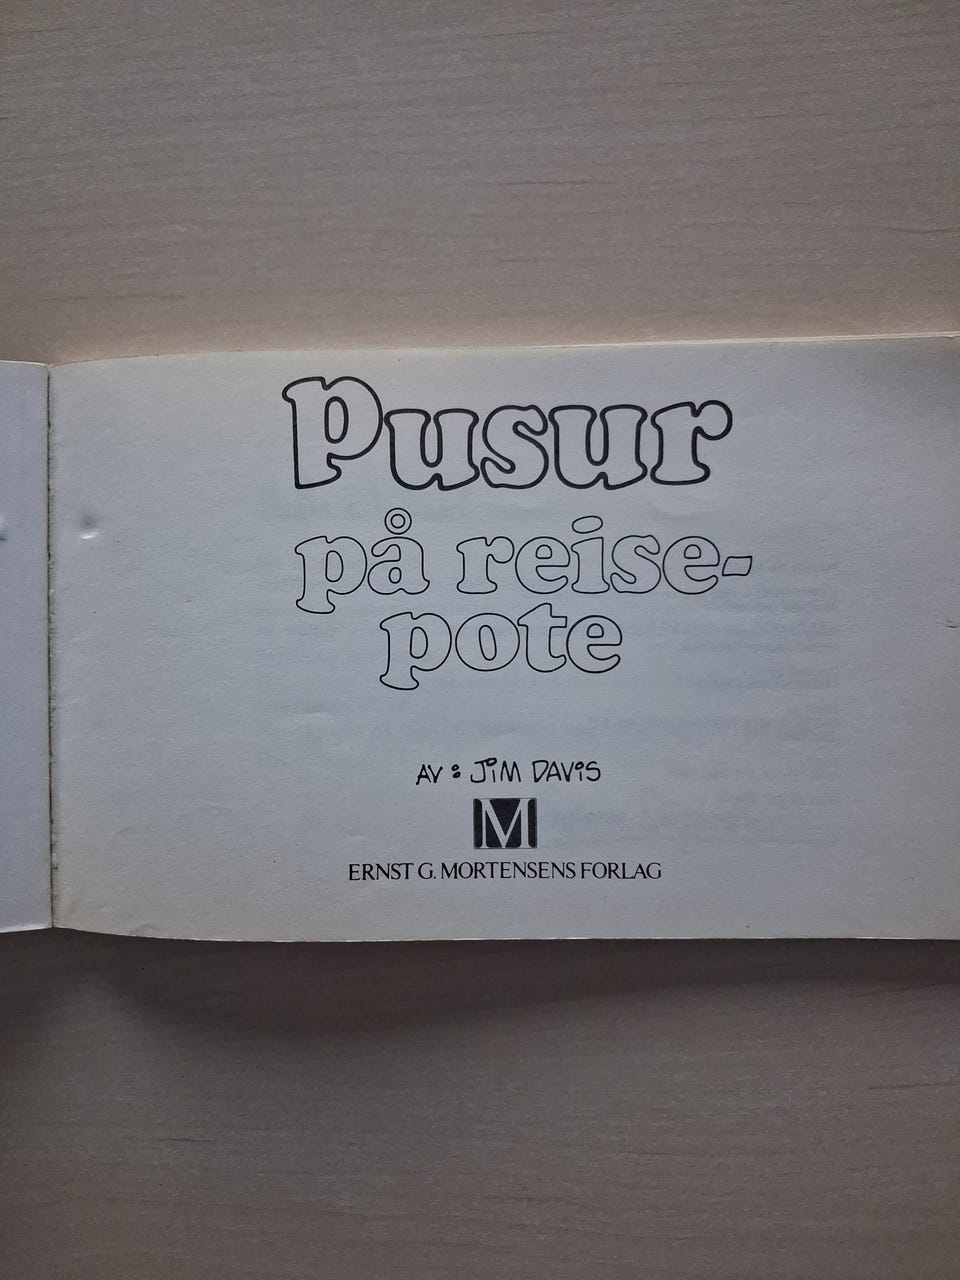 Pusur
på reise-
pote
AV: JIM DAVIS
M
ERNST G. MORTENSENS FORLAG